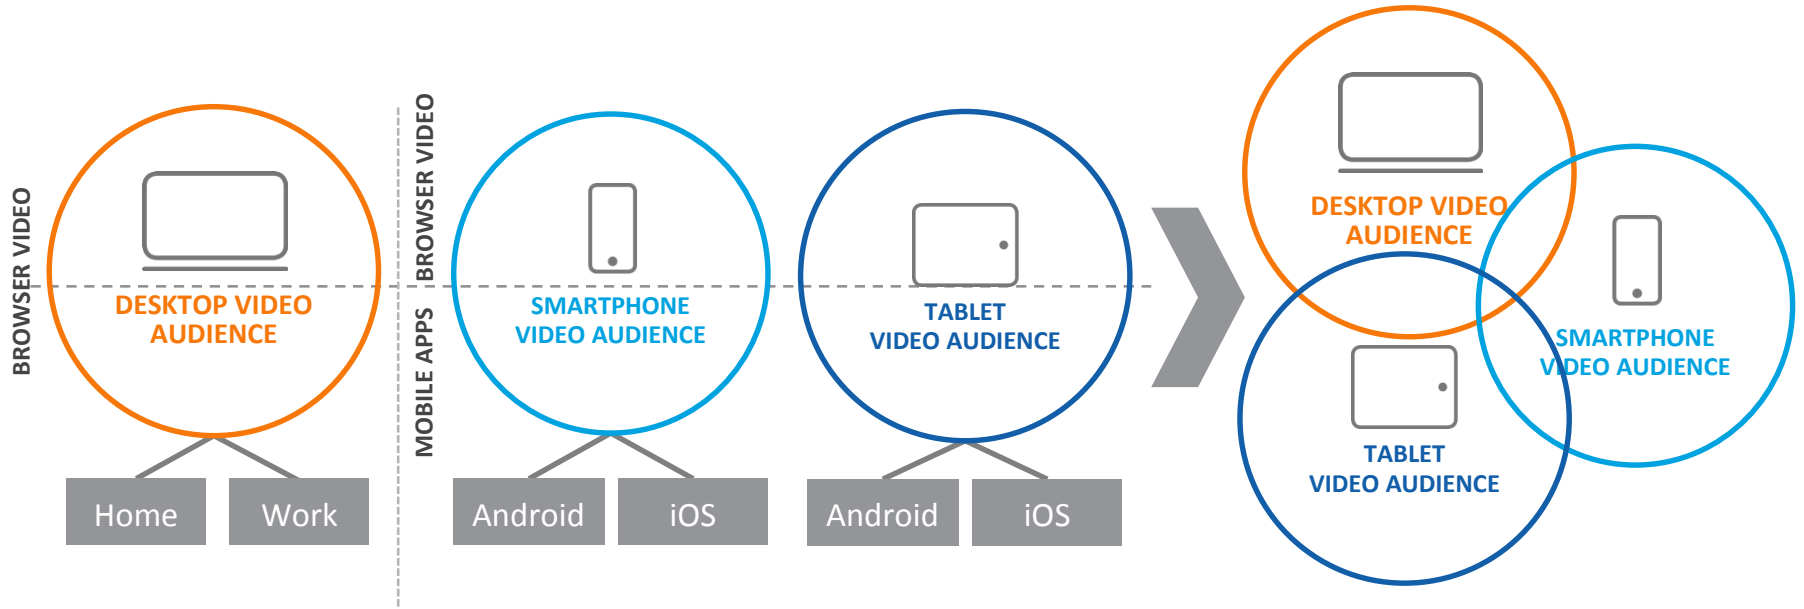 BROWSER VIDEO
DESKTOP VIDEO
AUDIENCE
Home
Work
BROWSER VIDEO
MOBILE APPS
SMARTPHONE
VIDEO AUDIENCE
Android
iOS
TABLET
VIDEO AUDIENCE
Android
iOS
DESKTOP VIDEO
AUDIENCE
SMARTPHONE
VIDEO AUDIENCE
TABLET
VIDEO AUDIENCE